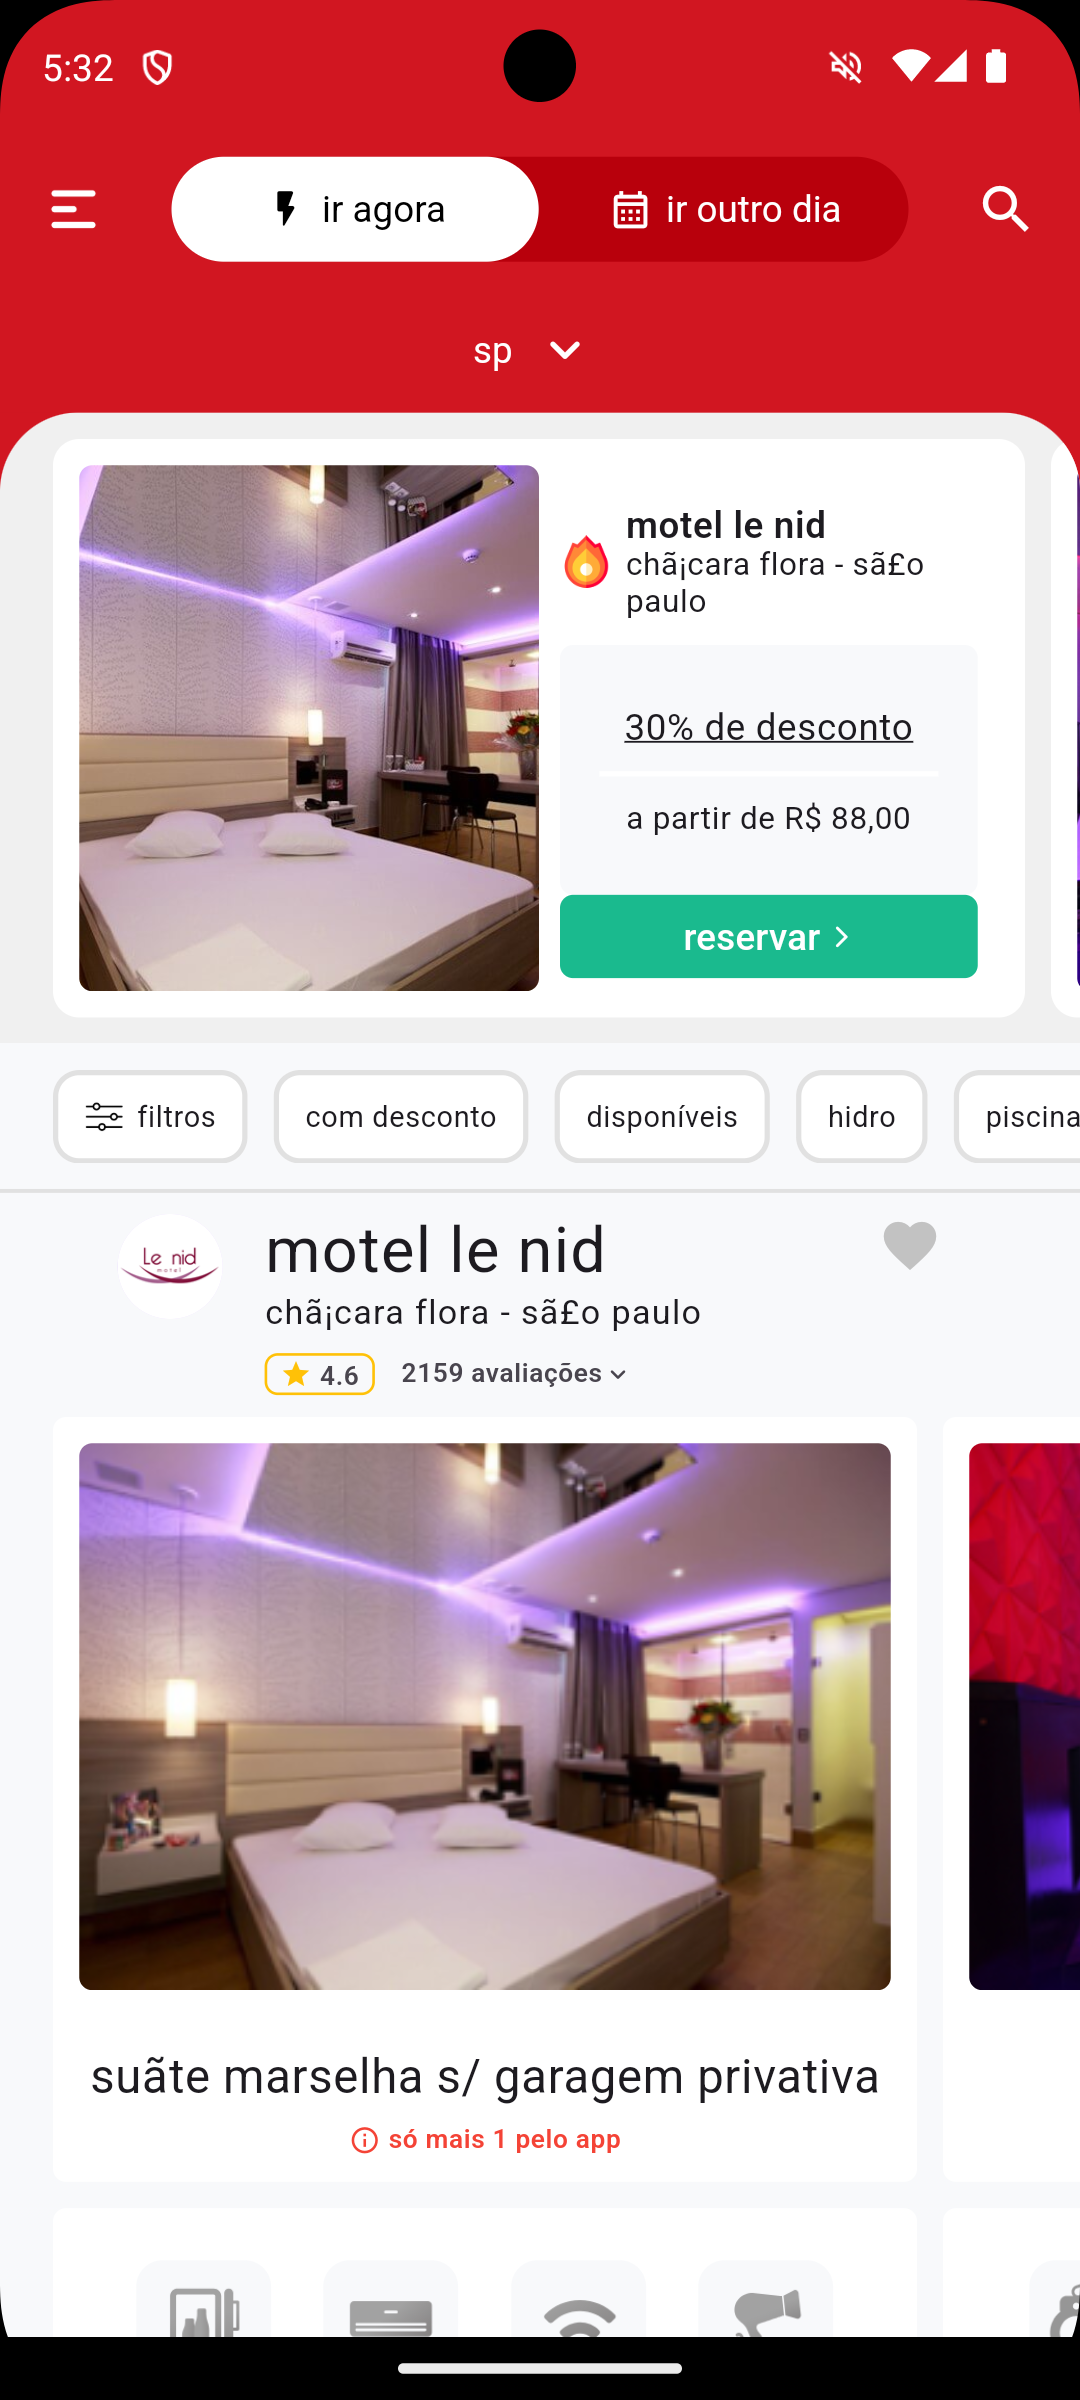 5:32
ir agora
ir outro dia
sp
motel le nid
chã¡cara flora - sã£o
paulo
30% de desconto
a partir de R$ 88,00
reservar
filtros
com desconto
disponíveis
hidro
piscina
Le nid
motel
motel le nid
chã¡cara flora - sã£o paulo
4.6
2159 avaliações
suãte marselha s/ garagem privativa
só mais 1 pelo app